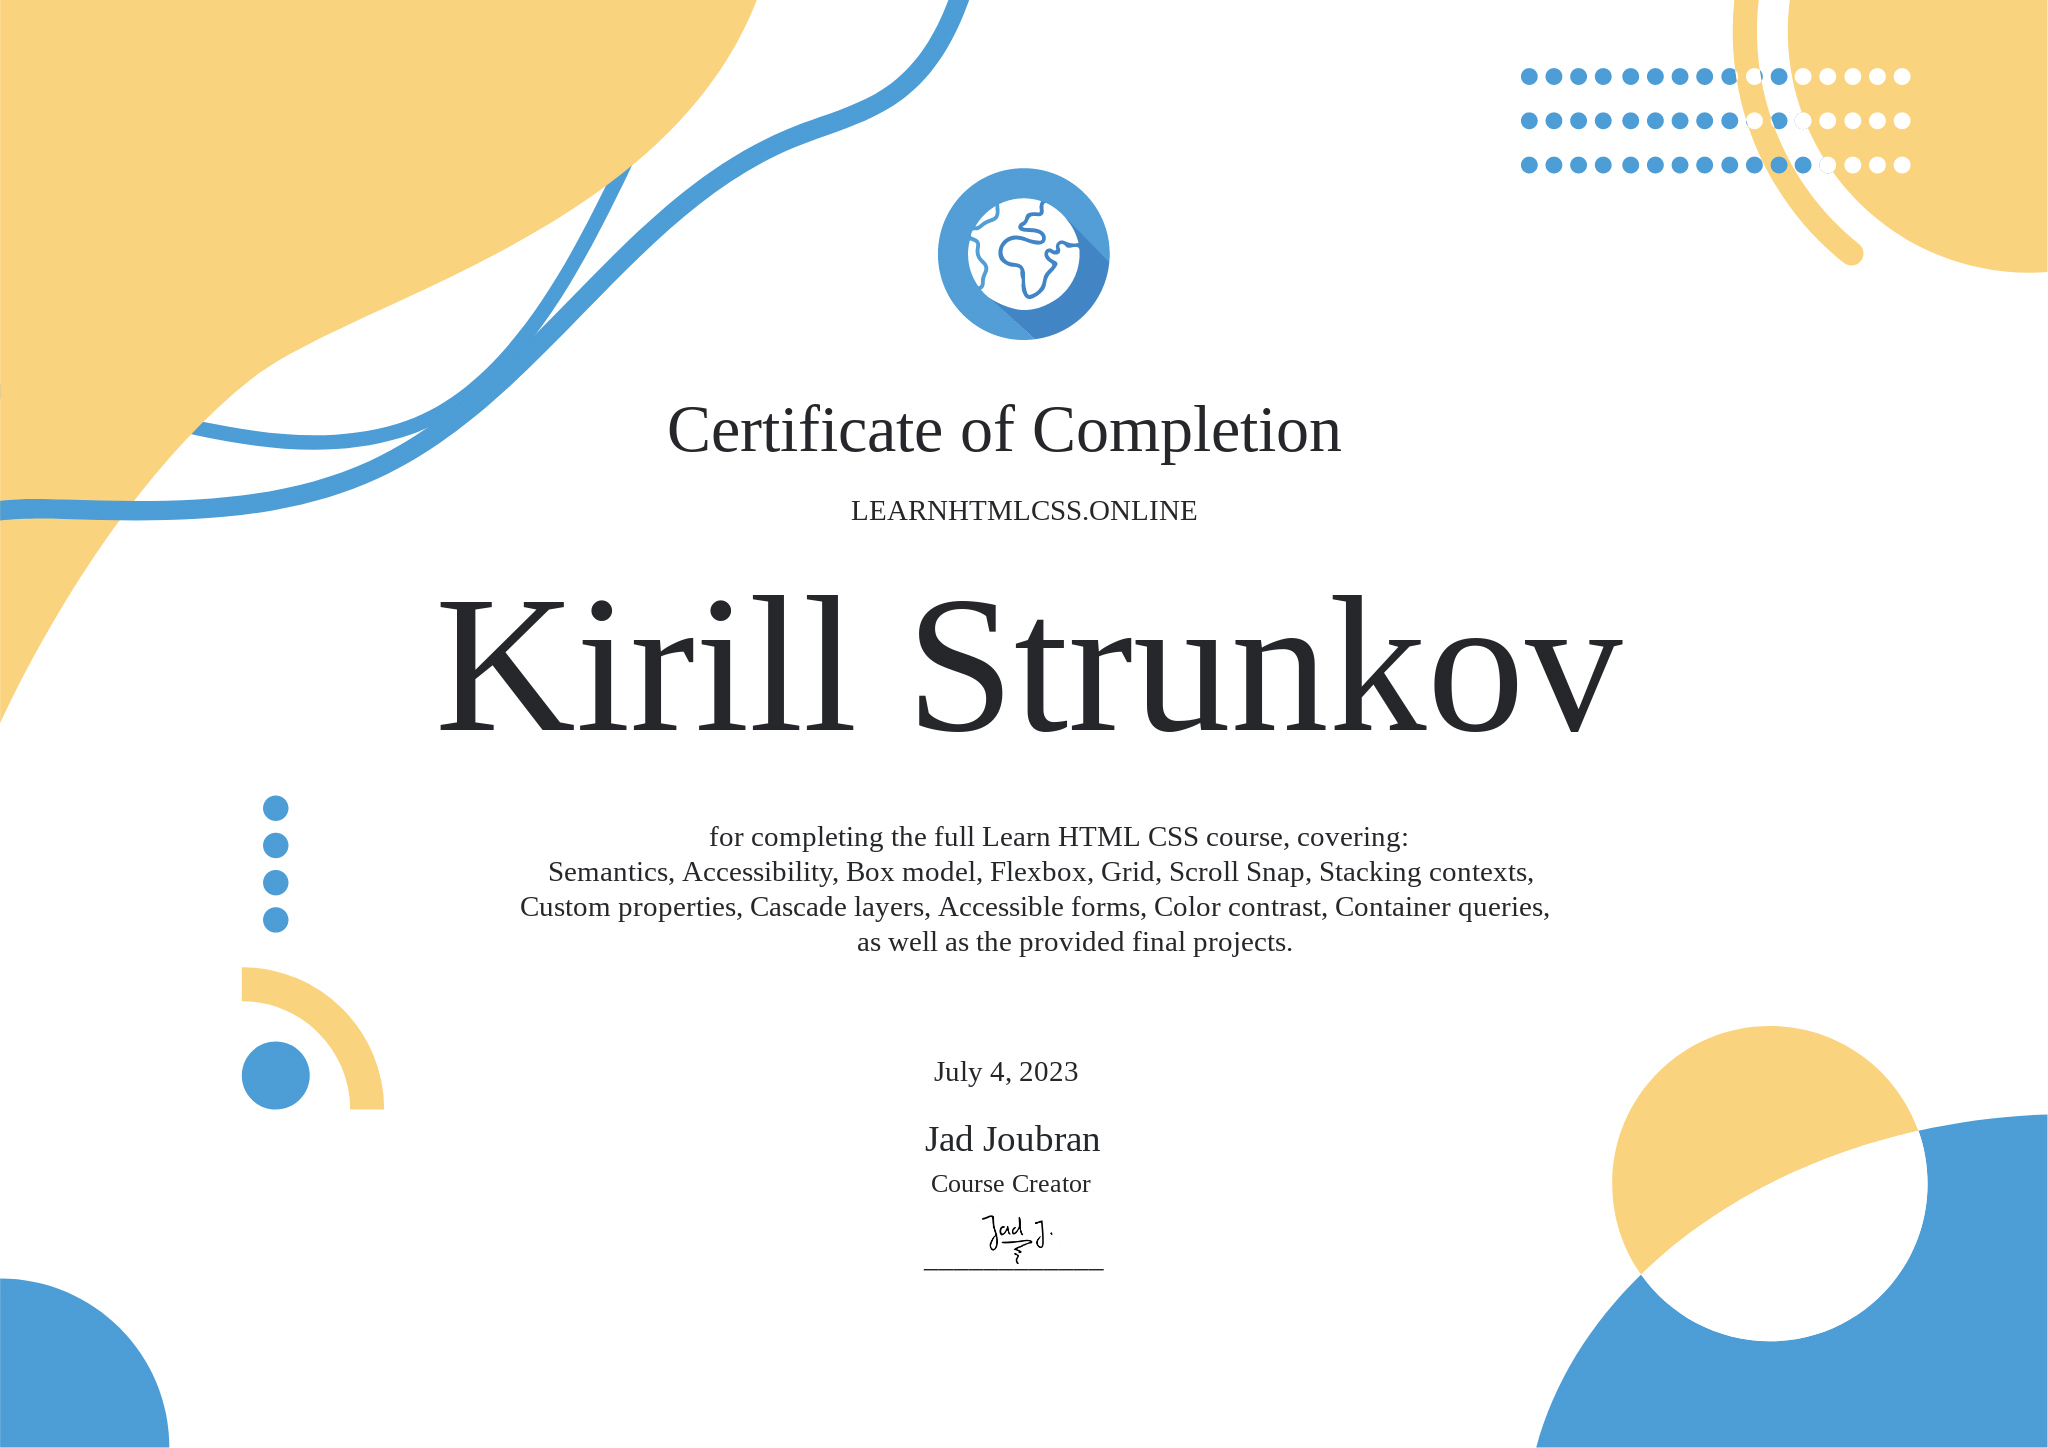 Certificate of Completion
LEARNHTMLCSS.ONLINE
Kirill Strunkov
for completing the full Learn HTML CSS course, covering:
Semantics, Accessibility, Box model, Flexbox, Grid, Scroll Snap, Stacking contexts,
Custom properties, Cascade layers, Accessible forms, Color contrast, Container queries,
as well as the provided final projects.
July 4, 2023
Jad Joubran
Course Creator
Jad J.